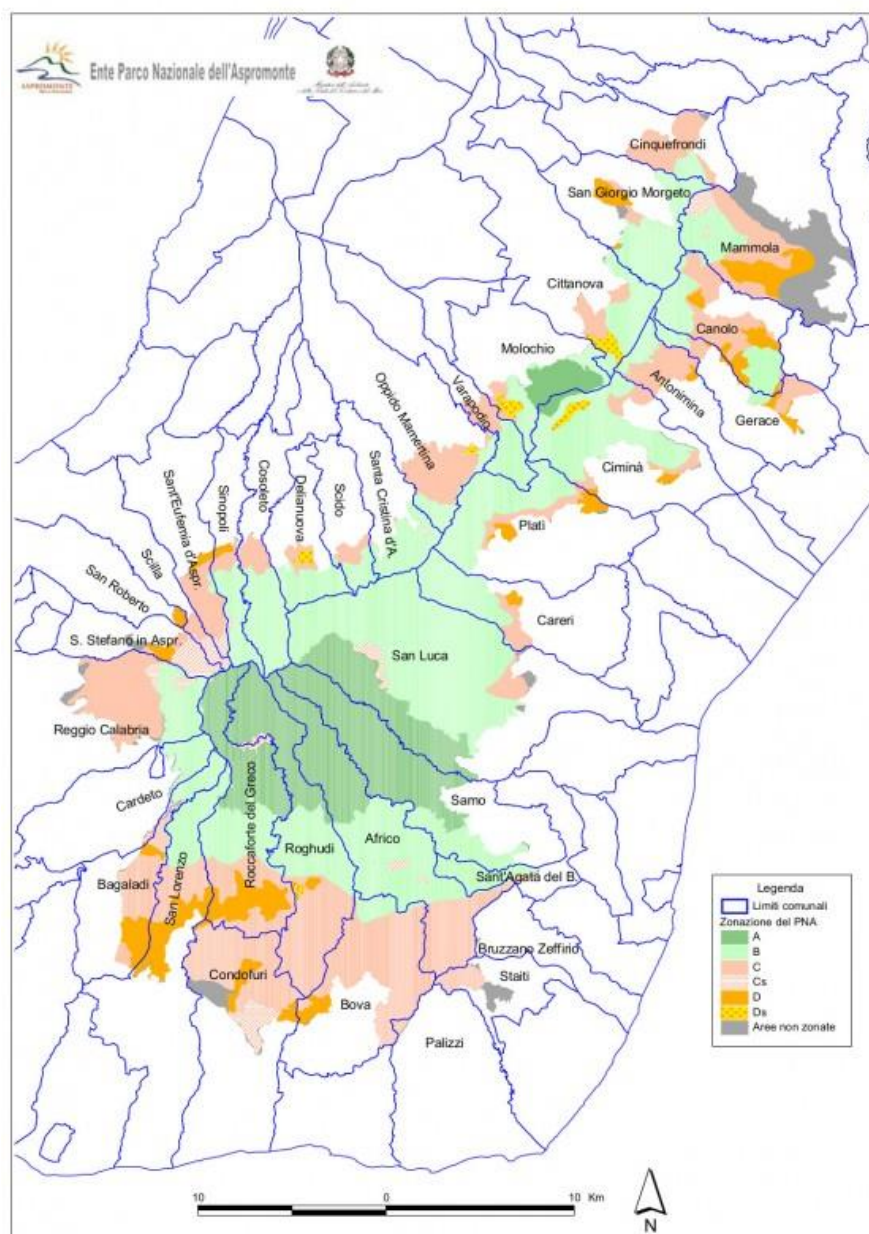 Ente Parco Nazionale dell'Aspromonte
ASPROMONTE
Cinquefrondi
San Giorgio Morgeto
Mammola
Cittanova
Canolo
Molochio
Antonimina
Varapodio
Oppido Mamertina
Gerace
Ciminà
Santa Cristina d'A.
Scido
Delianuova
Cosoleto
Sinopoli
Sant'Eufemia d'Aspr.
Platì
Scilla
San Roberto
Careri
S. Stefano in Aspr.
San Luca
Reggio Calabria
Cardeto
Roccaforte del Greco
Samo
Africo
Roghudi
Sant'Agata del B.
Bagaladi
San Lorenzo
Bruzzano Zeffirio
Condofuri
Staiti
Bova
Palizzi
Legenda
Limiti comunali
Zonazione del PNA
A
B
C
Cs
D
Ds
Aree non zonate
10 0 10 Km
N